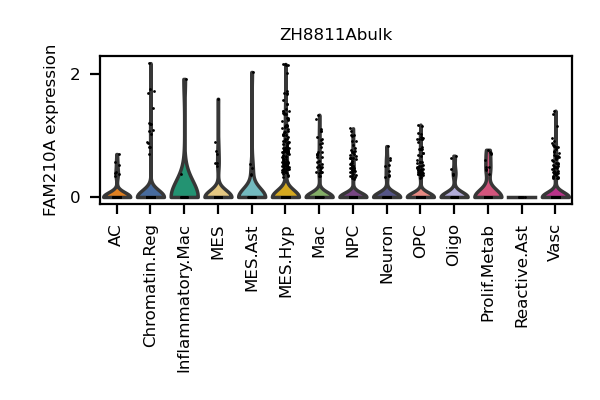 ZH8811Abulk
FAM210A expression
2
0
AC
Chromatin.Reg
Inflammatory.Mac
MES
MES.Ast
MES.Hyp
Mac
NPC
Neuron
OPC
Oligo
Prolif.Metab
Reactive.Ast
Vasc